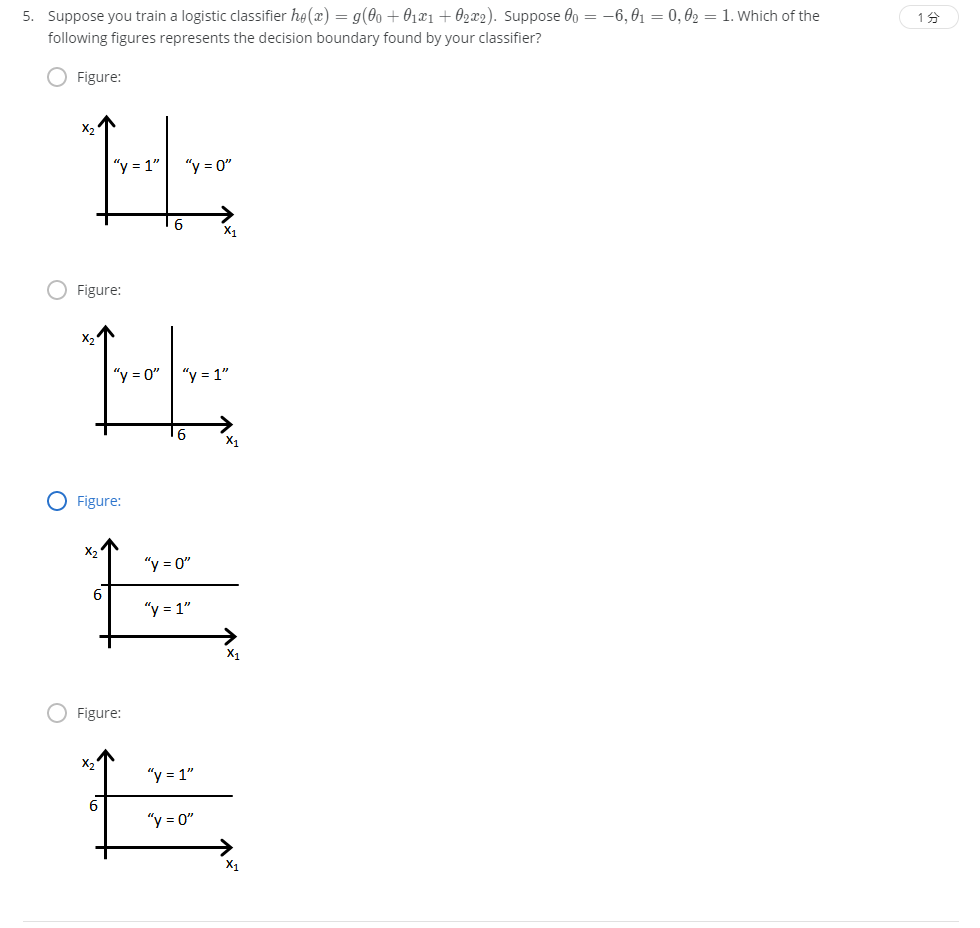 5. Suppose you train a logistic classifier hθ(x) = g(θ0 + θ1x1 + θ2x2). Suppose θ0 = −6, θ1 = 0, θ2 = 1. Which of the
1 分
following figures represents the decision boundary found by your classifier?
Figure:
x2
“y = 1” “y = 0”
6
x1
Figure:
x2
“y = 0” “y = 1”
6
x1
Figure:
x2
“y = 0”
6
“y = 1”
x1
Figure:
x2
“y = 1”
6
“y = 0”
x1